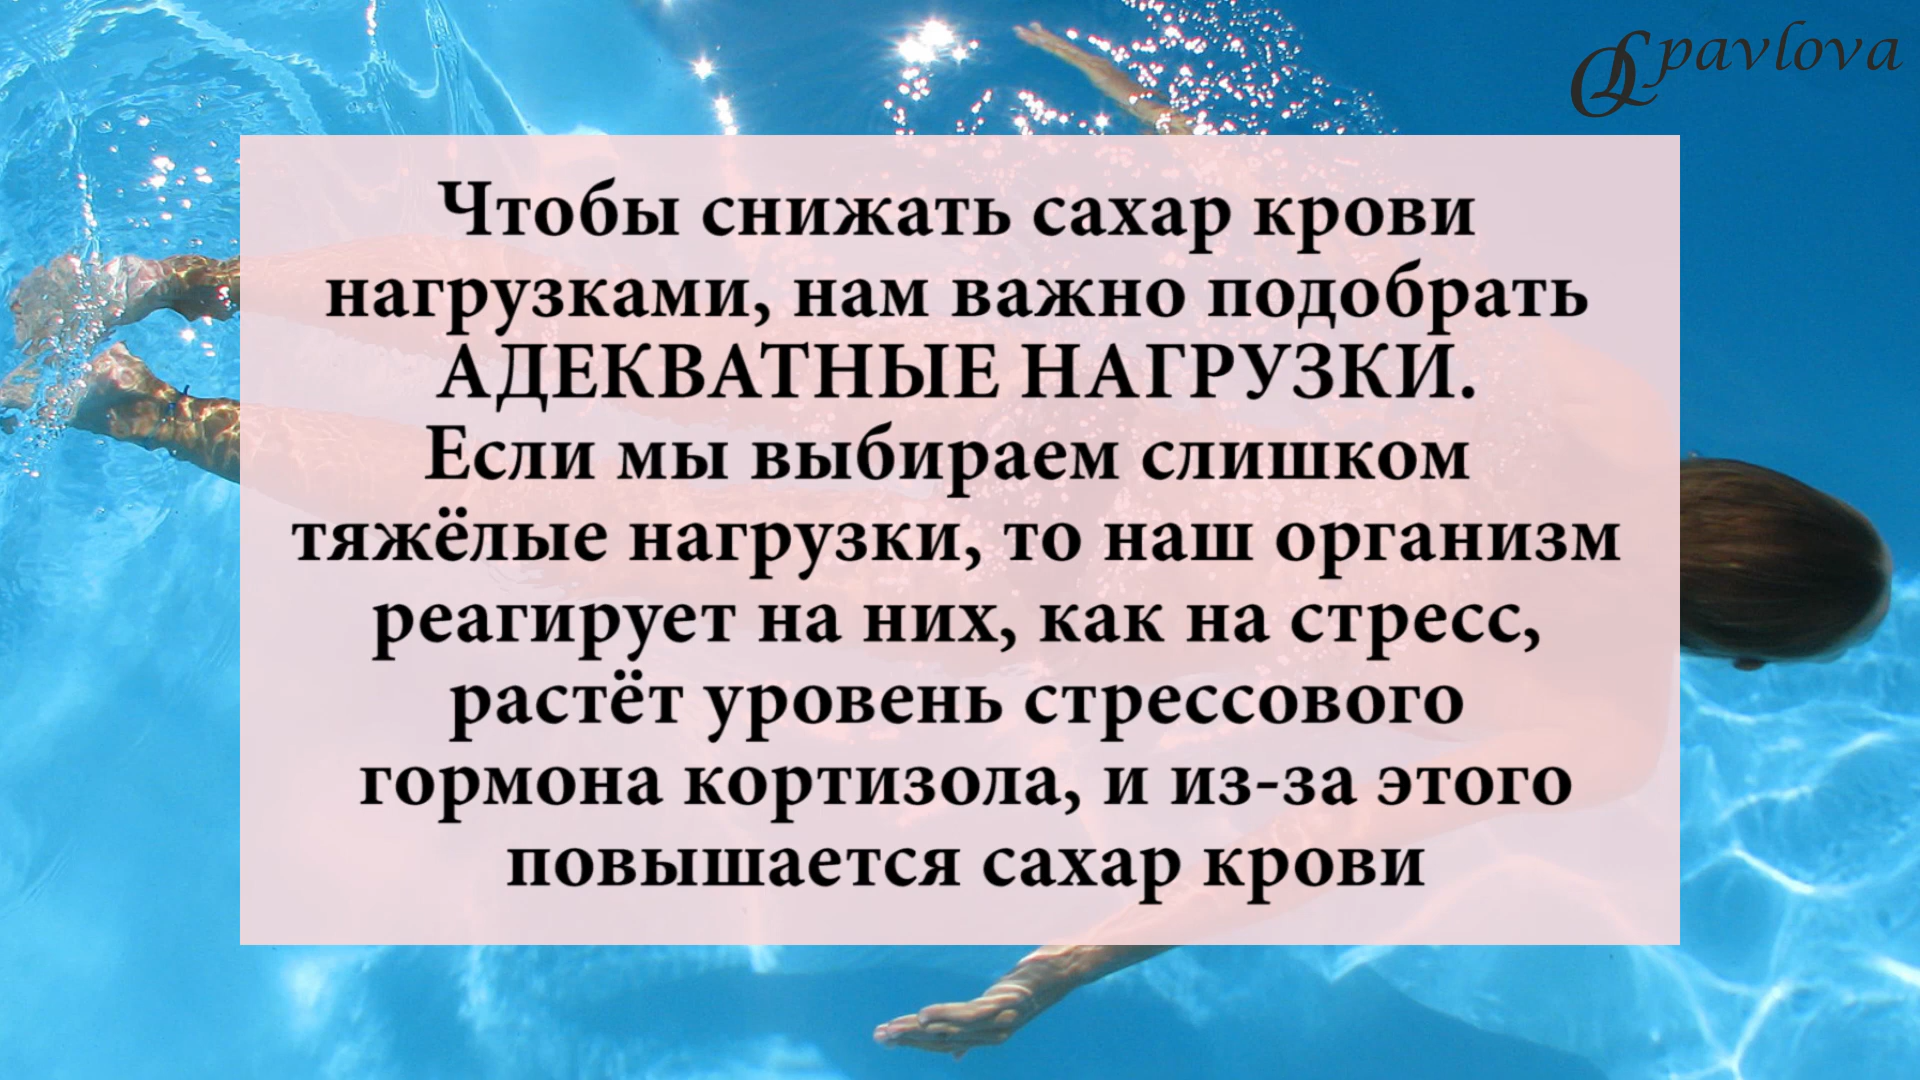 OLpavlova
Чтобы снижать сахар крови
нагрузками, нам важно подобрать
АДЕКВАТНЫЕ НАГРУЗКИ.
Если мы выбираем слишком
тяжёлые нагрузки, то наш организм
реагирует на них, как на стресс,
растёт уровень стрессового
гормона кортизола, и из-за этого
повышается сахар крови